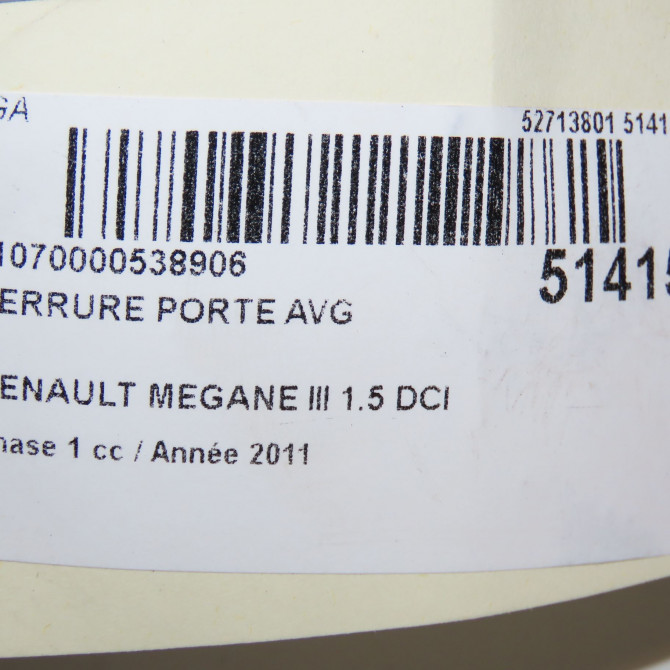 GA 52713801 5141
1070000538906 51415
ERRURE PORTE AVG
ENAULT MEGANE III 1.5 DCI
hase 1 cc / Année 2011